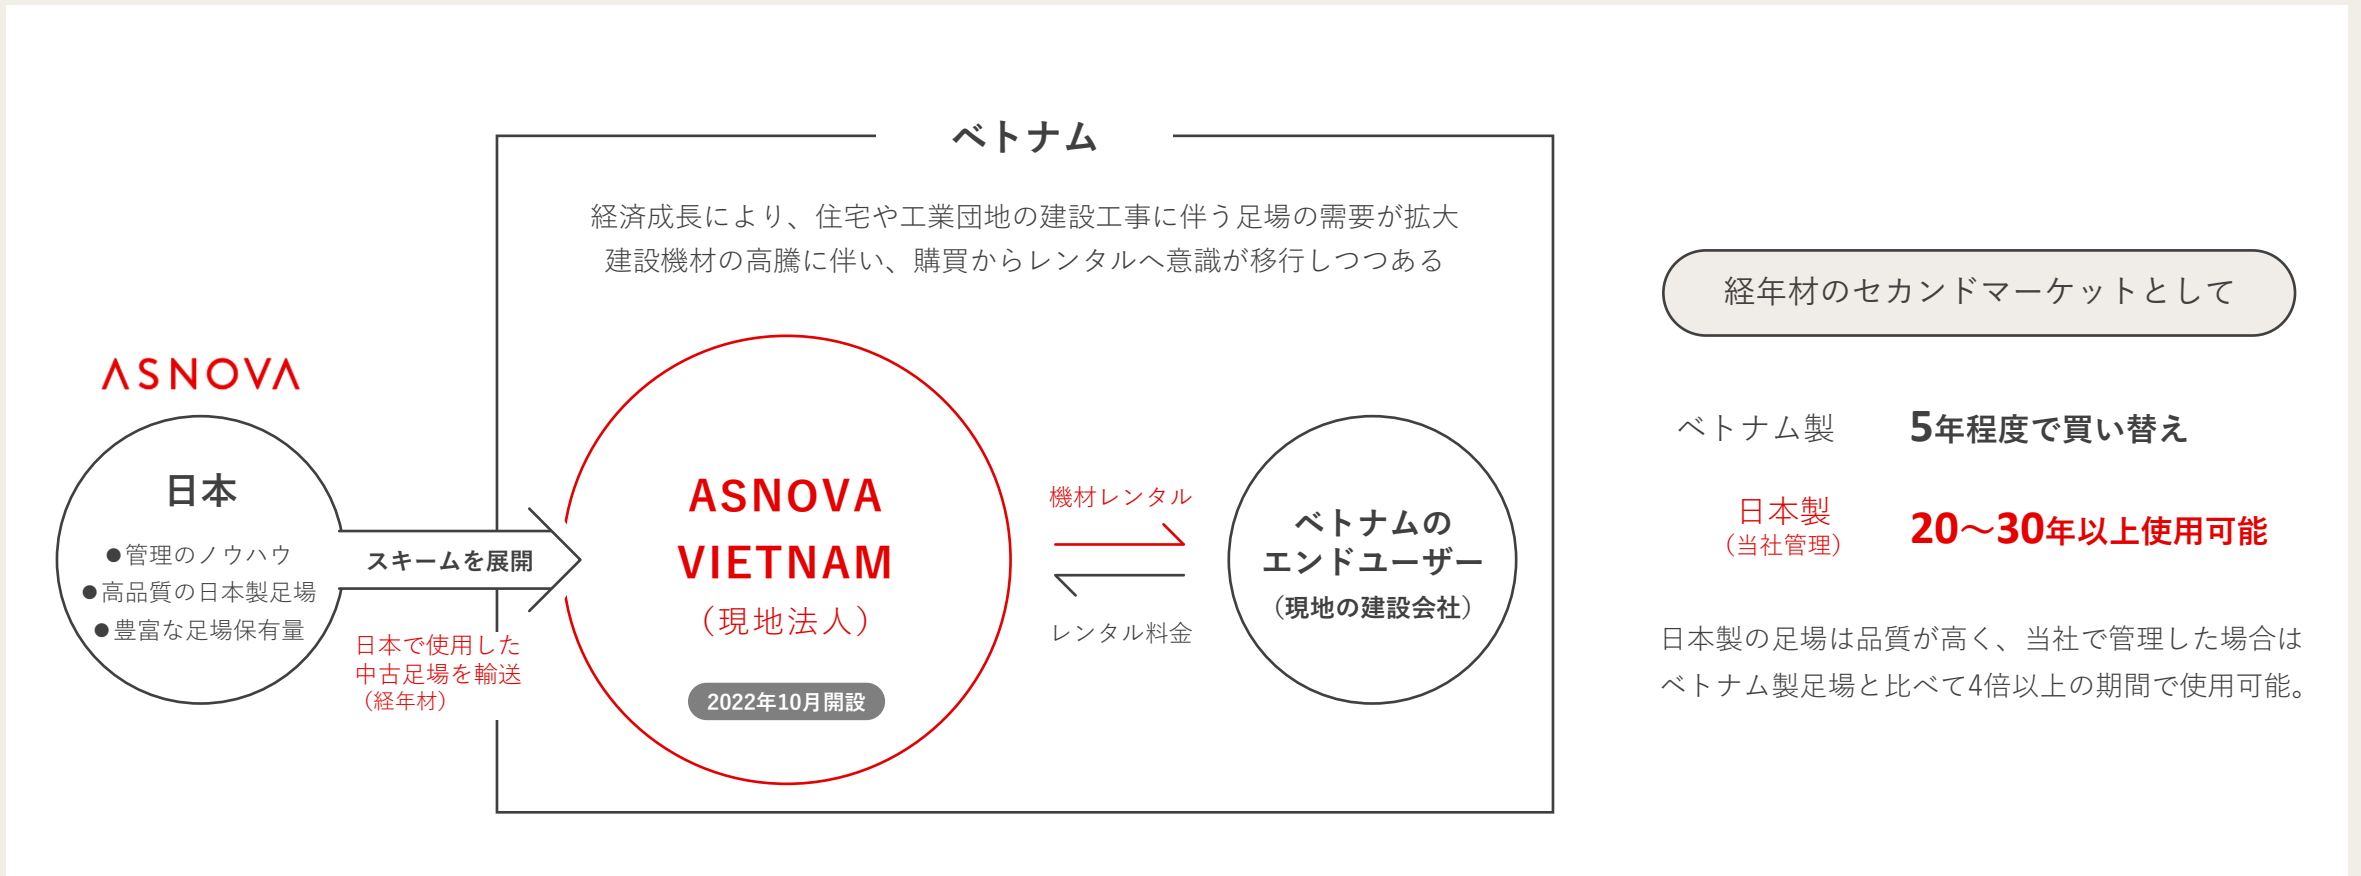 ベトナム
経済成長により、住宅や工業団地の建設工事に伴う足場の需要が拡大
建設機材の高騰に伴い、購買からレンタルへ意識が移行しつつある
ASNOVA
日本
●管理のノウハウ
●高品質の日本製足場
●豊富な足場保有量
スキームを展開
日本で使用した
中古足場を輸送
（経年材）
ASNOVA
VIETNAM
（現地法人）
2022年10月開設
機材レンタル
レンタル料金
ベトナムの
エンドユーザー
（現地の建設会社）
経年材のセカンドマーケットとして
ベトナム製 5年程度で買い替え
日本製 20〜30年以上使用可能
（当社管理）
日本製の足場は品質が高く、当社で管理した場合は
ベトナム製足場と比べて4倍以上の期間で使用可能。